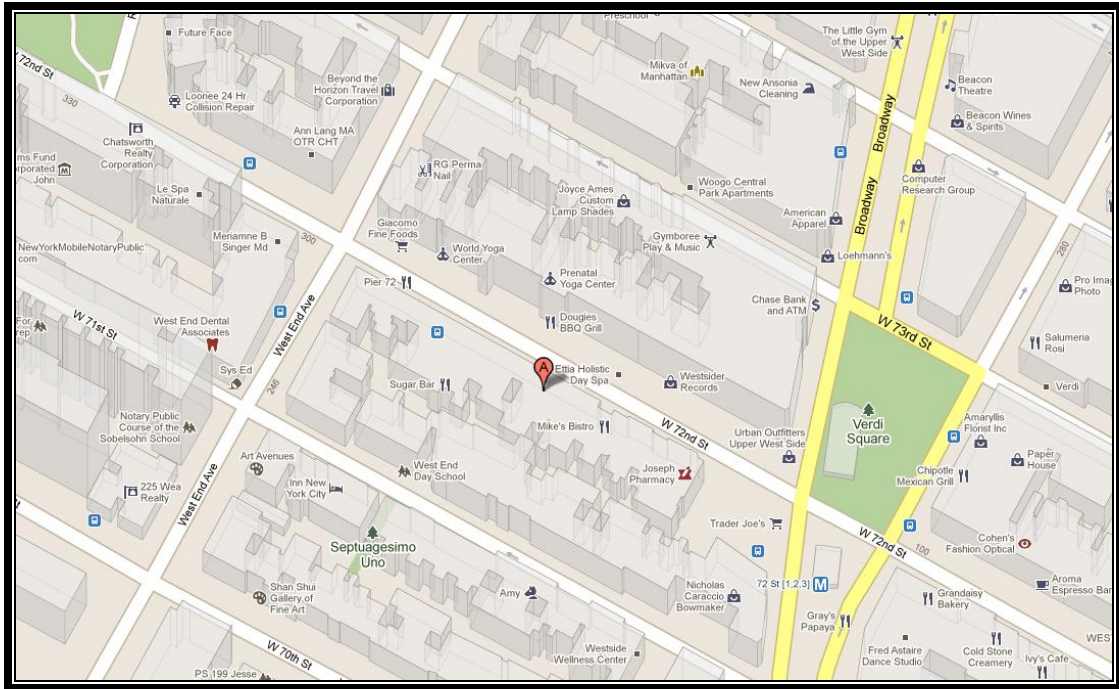 Preschool
Future Face
The Little Gym
of the Upper
West Side
W 72nd St
Mikva of
Manhattan
Beyond the
Horizon Travel
Corporation
New Ansonia
Cleaning
Beacon
Theatre
330
Loonee 24 Hr
Collision Repair
Broadway
Beacon Wines
& Spirits
Ann Lang MA
OTR CHT
Chatsworth
Realty
Corporation
ms Fund
rporated
John
RG Perma
Nail
Computer
Research Group
Le Spa
Naturale
Joyce Ames
Custom
Lamp Shades
Woogo Central
Park Apartments
Broadway
American
Apparel
Giacomo
Fine Foods
Meriamne B
Singer Md
300
NewYorkMobileNotaryPublic
com
World Yoga
Center
Gymboree
Play & Music
Loehmann's
280
Pier 72
Prenatal
Yoga Center
Pro Imag
Photo
Chase Bank
and ATM
West End Ave
W 71st St
For
rep
West End Dental
Associates
Dougies
BBQ Grill
W 73rd St
Salumeria
Rosi
Sys Ed
246
Sugar Bar
A
Ettia Holistic
Day Spa
Westsider
Records
Verdi
Notary Public
Course of the
Sobelsohn School
Mike's Bistro
W 72nd St
Urban Outfitters
Upper West Side
Verdi
Square
Amaryllis
Florist Inc
Art Avenues
West End
Day School
Joseph
Pharmacy
Paper
House
Chipotle
Mexican Grill
225 Wea
Realty
Inn New
York City
West End Ave
St
Trader Joe's
Septuagesimo
Uno
W 72nd St
100
Cohen's
Fashion Optical
72 St [1,2,3]
M
Shan Shui
Gallery of
Fine Art
Amy
Nicholas
Caraccio
Bowmaker
Grandaisy
Bakery
Aroma
Espresso Bar
Gray's
Papaya
W 70th St
Westside
Wellness Center
Fred Astaire
Dance Studio
Cold Stone
Creamery
WES
Ivy's Cafe
PS 199 Jesse